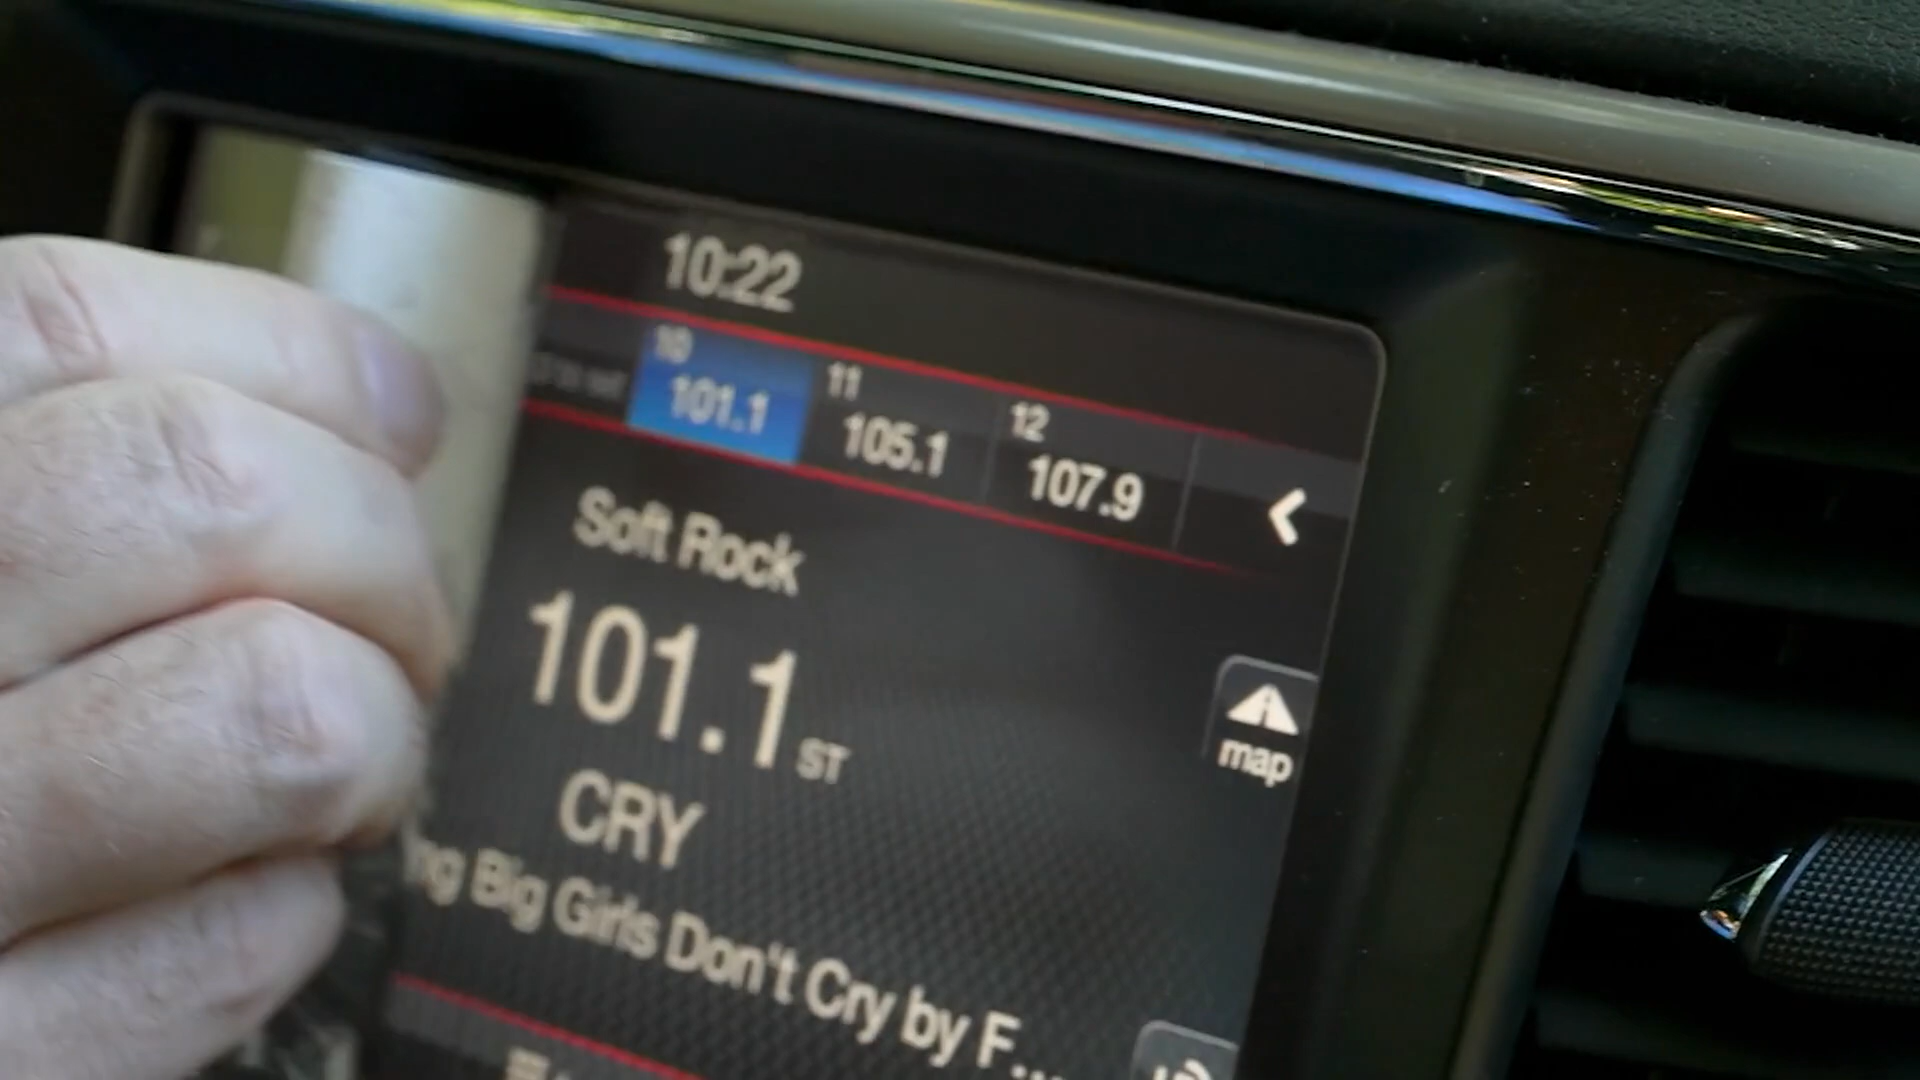 10:22
10
101.1
11
105.1
12
107.9
Soft Rock
101.1 ST
map
CRY
Big Girls Don't Cry by F...